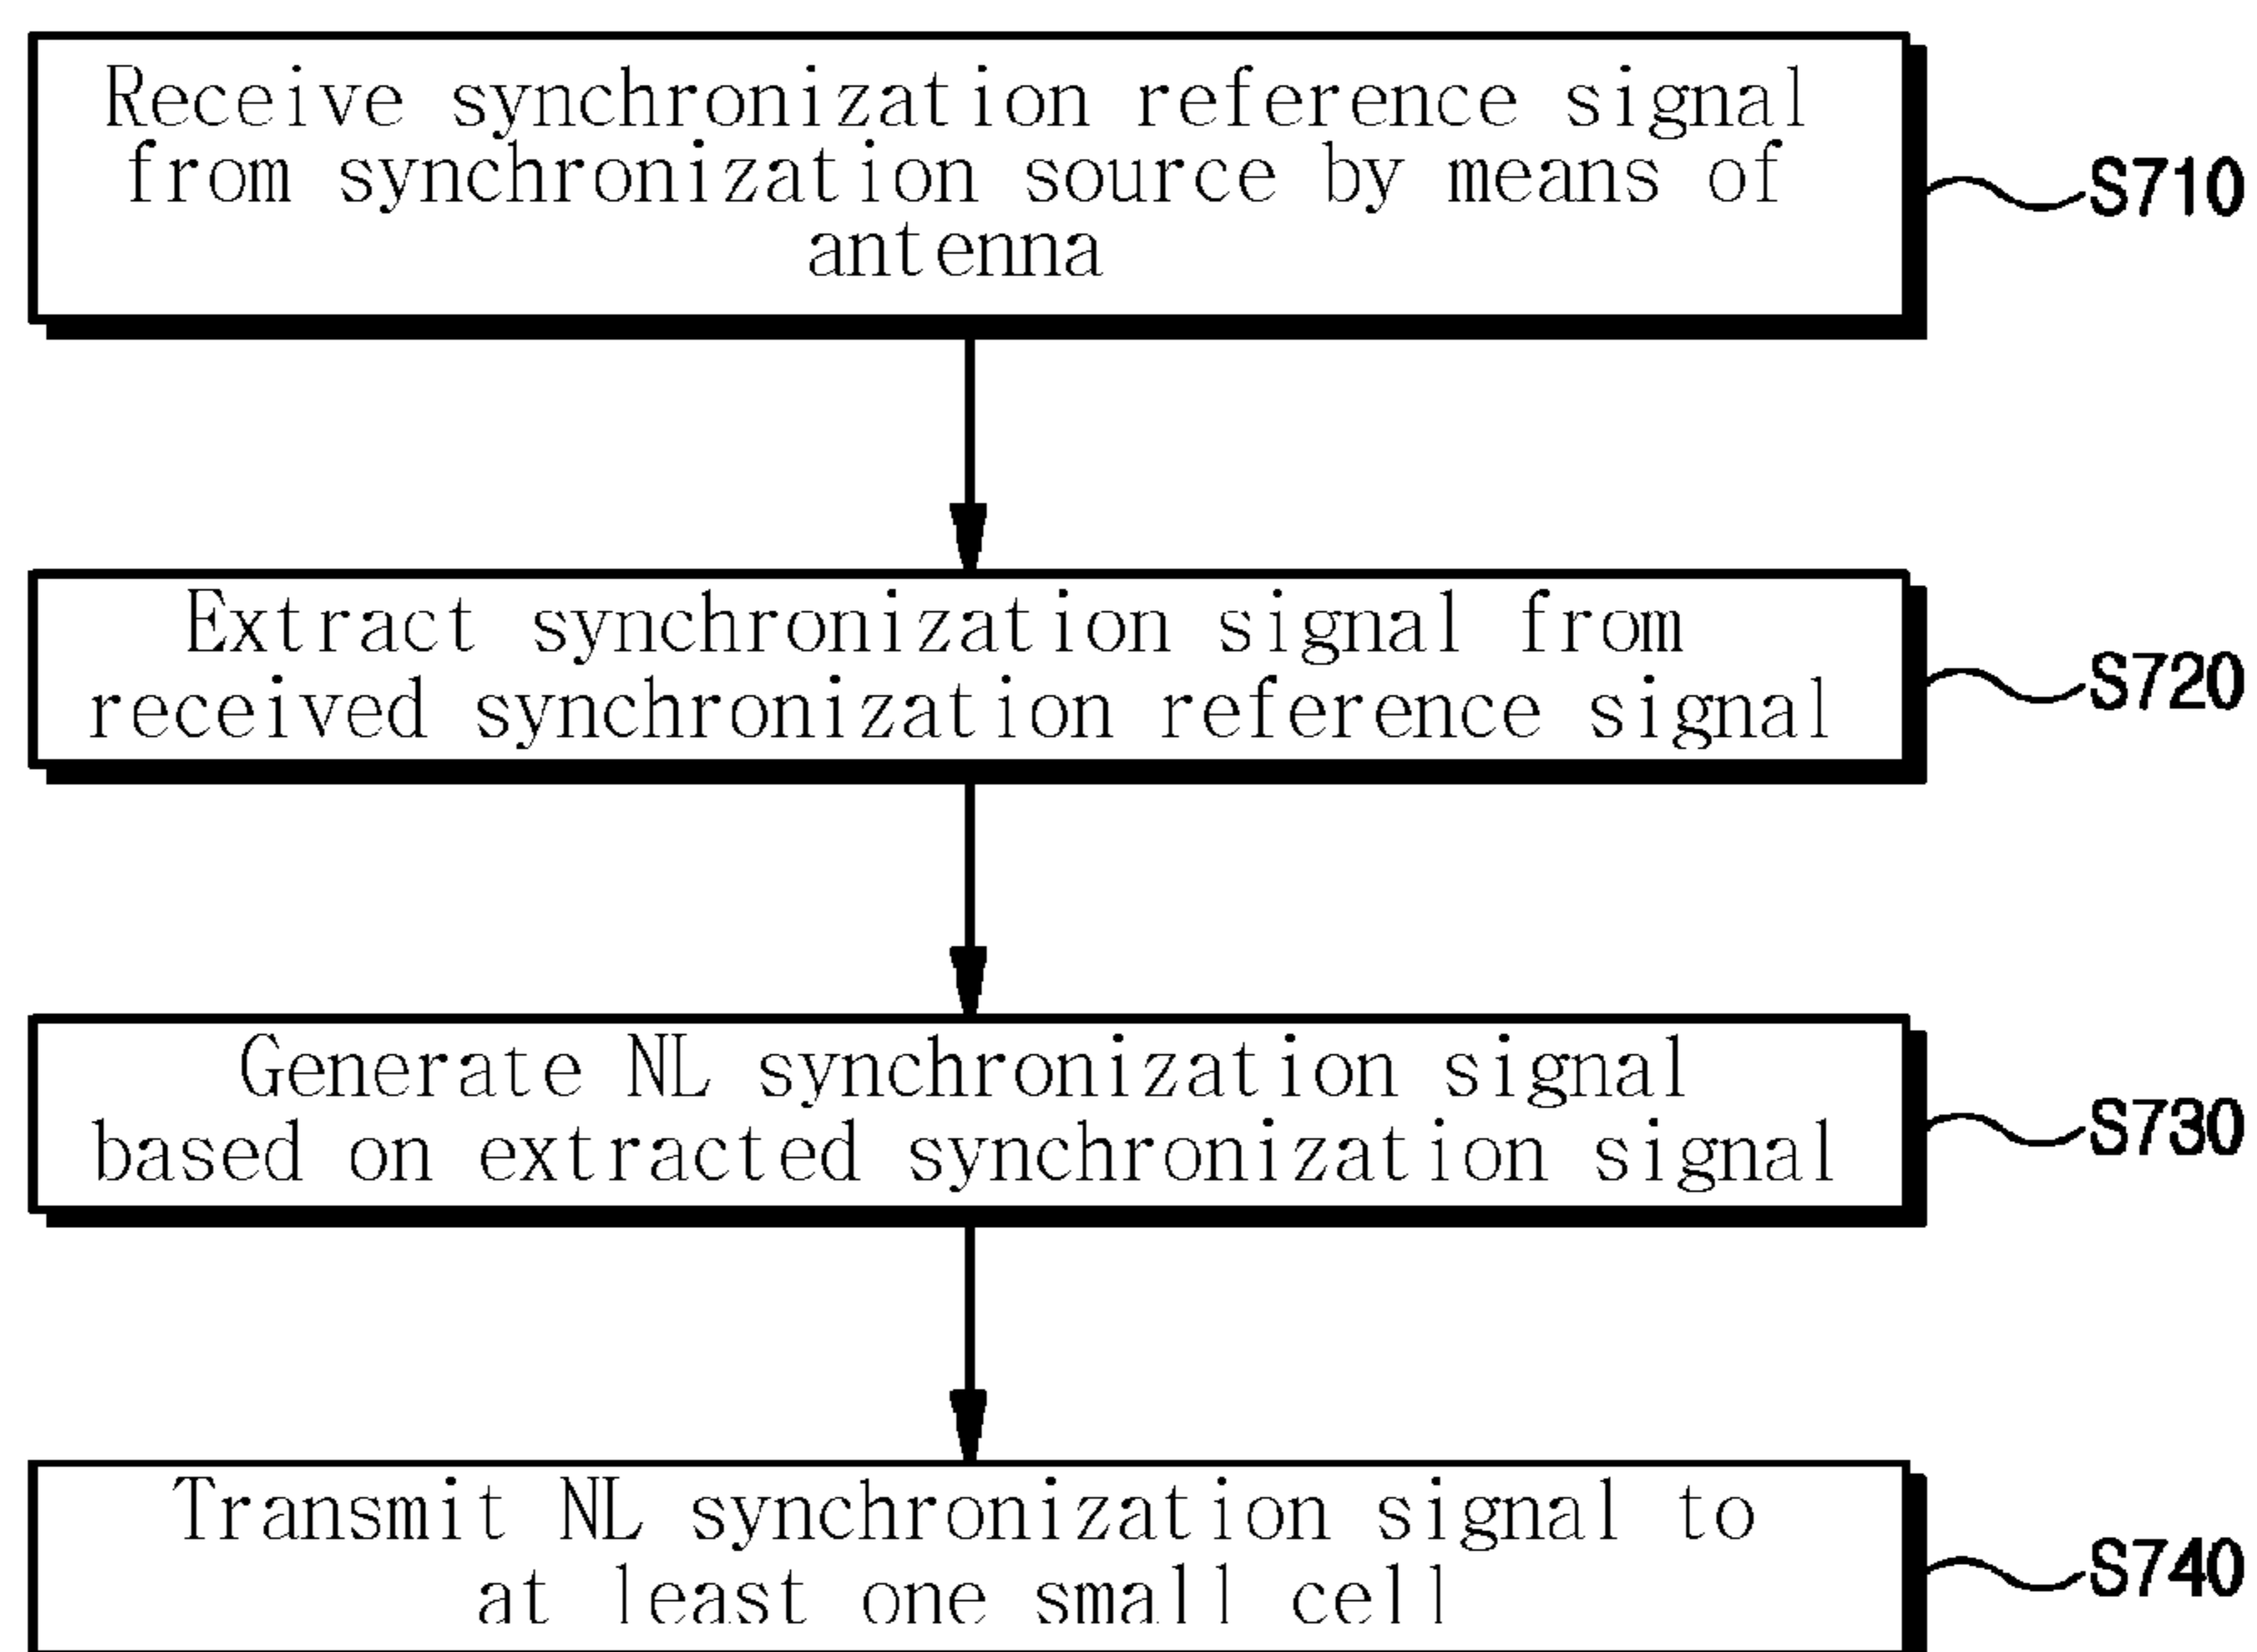 Receive synchronization reference signal
from synchronization source by means of
antenna
S710
Extract synchronization signal from
received synchronization reference signal
S720
Generate NL synchronization signal
based on extracted synchronization signal
S730
Transmit NL synchronization signal to
at least one small cell
S740